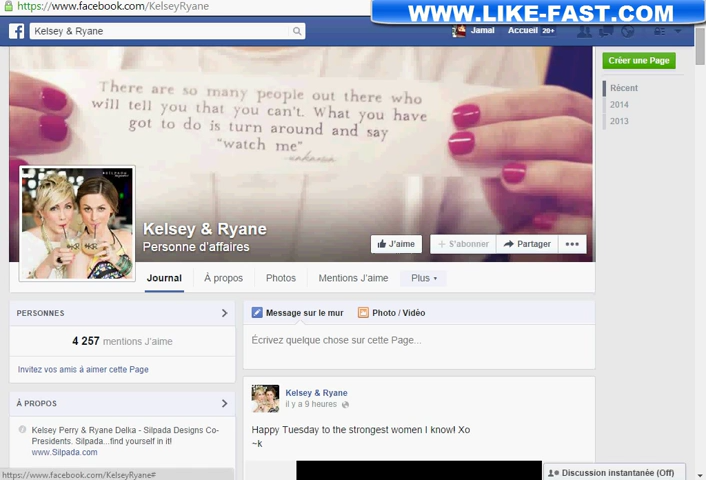 https://www.facebook.com/KelseyRyane
WWW.LIKE-FAST.COM
Kelsey & Ryane
Jamal Accueil 20+
There are so many people out there who
will tell you that you can't. What you have
got to do is turn around and say
"watch me"
Kelsey & Ryane
Personne d'affaires
J'aime
+ S'abonner
Partager
Journal
À propos
Photos
Mentions J'aime
Plus
Créer une Page
Récent
2014
2013
PERSONNES
4 257 mentions J'aime
Invitez vos amis à aimer cette Page
À PROPOS
Kelsey Perry & Ryane Delka - Silpada Designs Co-
Presidents. Silpada...find yourself in it!
www.Silpada.com
Message sur le mur
Photo / Vidéo
Écrivez quelque chose sur cette Page...
Kelsey & Ryane
il y a 9 heures
Happy Tuesday to the strongest women I know! Xo
~k
https://www.facebook.com/KelseyRyane#
Discussion instantanée (Off)